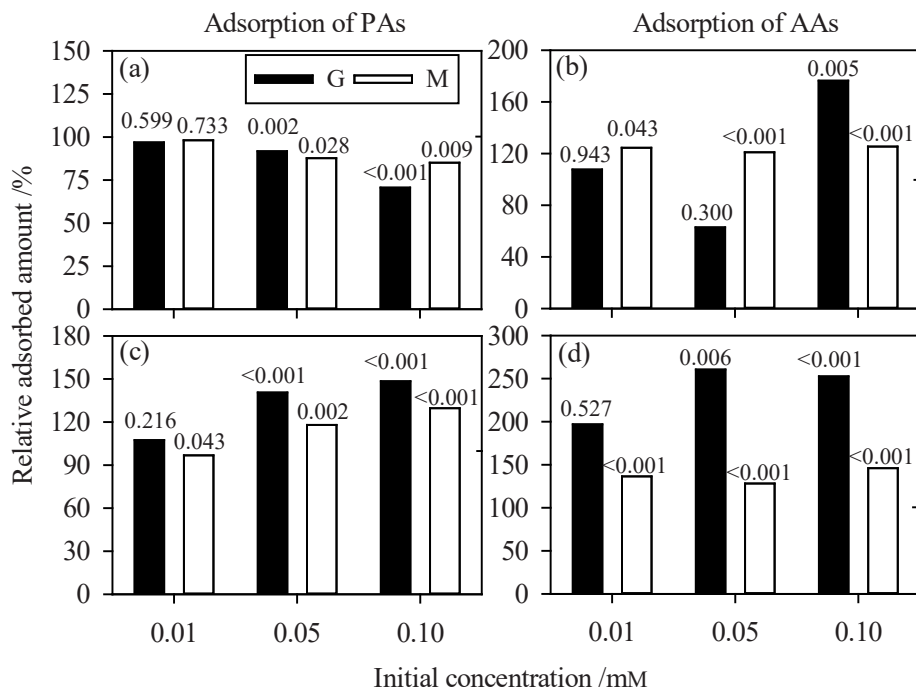 Adsorption of PAs
Adsorption of AAs
Relative adsorbed amount /%
150
125
100
75
50
25
0
(a)
G M
0.599 0.733 0.002 0.028 <0.001 0.009
200
160
120
80
40
0
(b)
0.943 0.043 0.300 <0.001 0.005 <0.001
180
150
120
90
60
30
0
(c)
0.216 0.043 <0.001 0.002 <0.001 <0.001
0.01 0.05 0.10
300
250
200
150
100
50
0
(d)
0.527 <0.001 0.006 <0.001 <0.001 <0.001
0.01 0.05 0.10
Initial concentration /mM